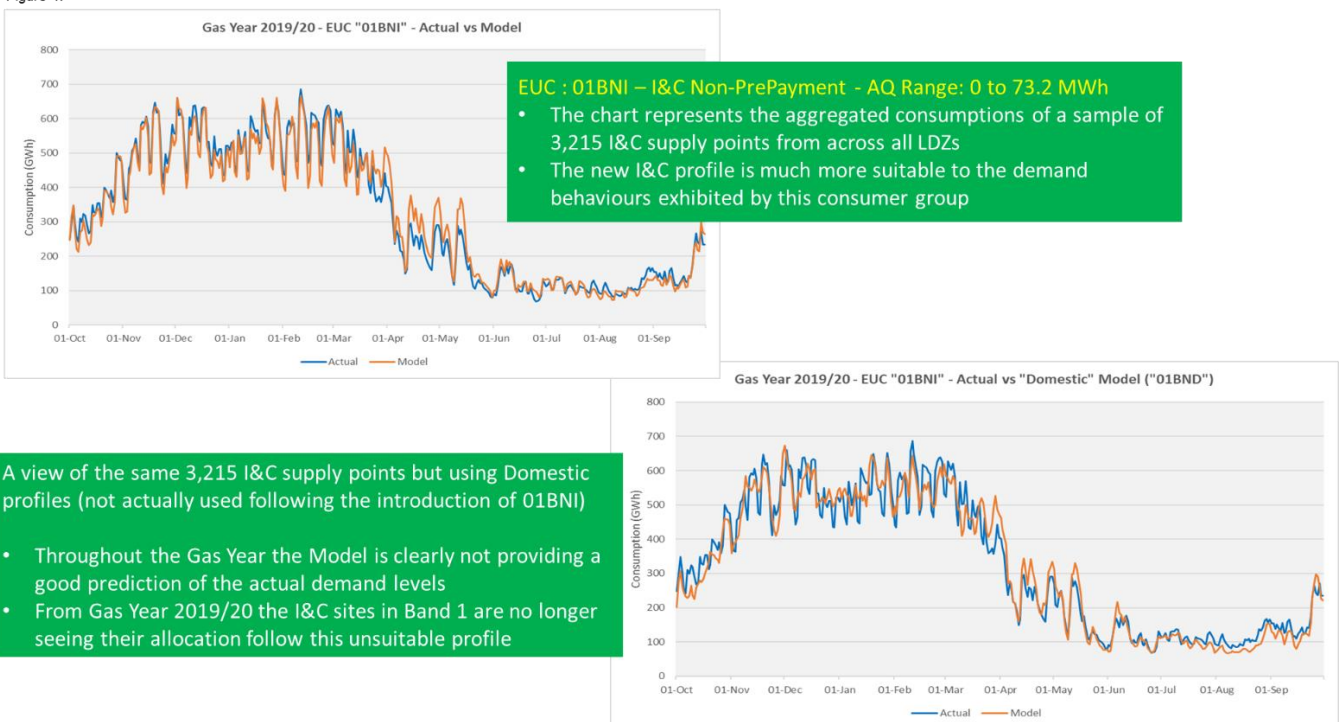 Gas Year 2019/20 - EUC "01BNI" - Actual vs Model
Consumption (GWh)
800
700
600
500
400
300
200
100
0
01-Oct 01-Nov 01-Dec 01-Jan 01-Feb 01-Mar 01-Apr 01-May 01-Jun 01-Jul 01-Aug 01-Sep
Actual Model
EUC : 01BNI – I&C Non-PrePayment - AQ Range: 0 to 73.2 MWh
• The chart represents the aggregated consumptions of a sample of
3,215 I&C supply points from across all LDZs
• The new I&C profile is much more suitable to the demand
behaviours exhibited by this consumer group
A view of the same 3,215 I&C supply points but using Domestic
profiles (not actually used following the introduction of 01BNI)
• Throughout the Gas Year the Model is clearly not providing a
good prediction of the actual demand levels
• From Gas Year 2019/20 the I&C sites in Band 1 are no longer
seeing their allocation follow this unsuitable profile
Gas Year 2019/20 - EUC "01BNI" - Actual vs "Domestic" Model ("01BND")
Consumption (GWh)
800
700
600
500
400
300
200
100
0
01-Oct 01-Nov 01-Dec 01-Jan 01-Feb 01-Mar 01-Apr 01-May 01-Jun 01-Jul 01-Aug 01-Sep
Actual Model